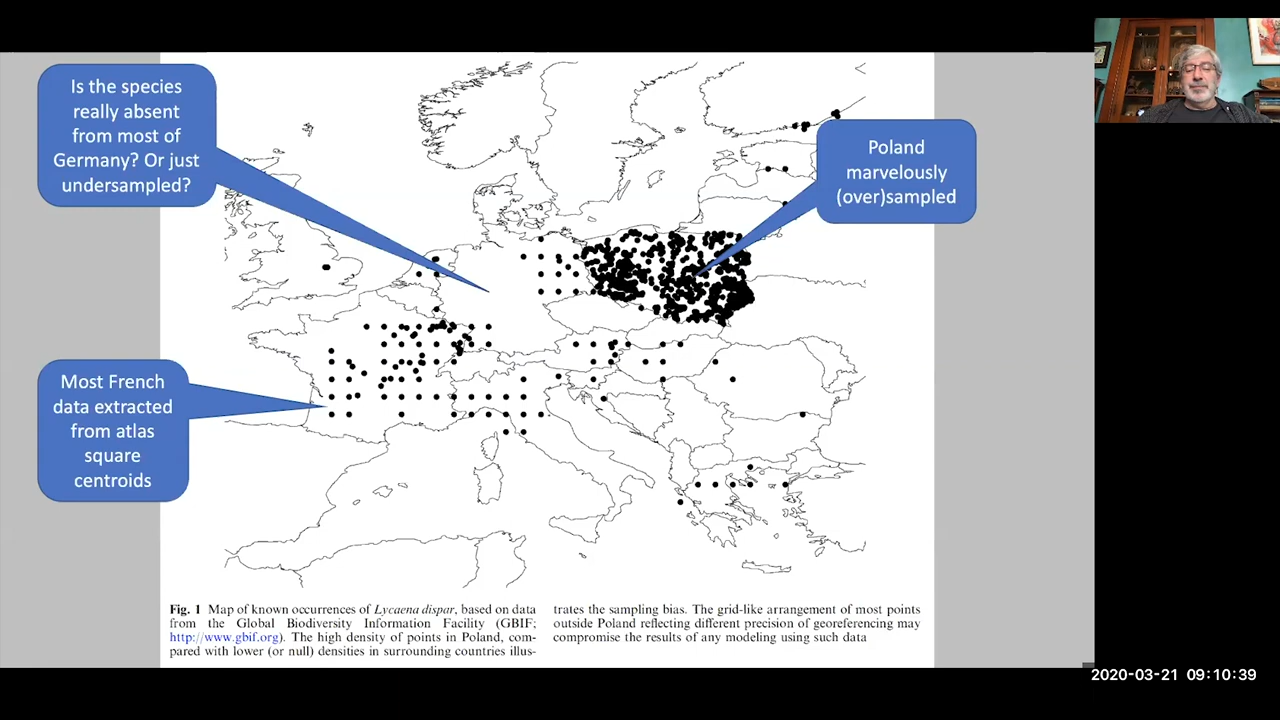 Is the species
really absent
from most of
Germany? Or just
undersampled?
Poland
marvelously
(over)sampled
Most French
data extracted
from atlas
square
centroids
Fig. 1 Map of known occurrences of Lycaena dispar, based on data
from the Global Biodiversity Information Facility (GBIF;
http://www.gbif.org). The high density of points in Poland, com-
pared with lower (or null) densities in surrounding countries illus-
trates the sampling bias. The grid-like arrangement of most points
outside Poland reflecting different precision of georeferencing may
compromise the results of any modeling using such data
2020-03-21 09:10:39